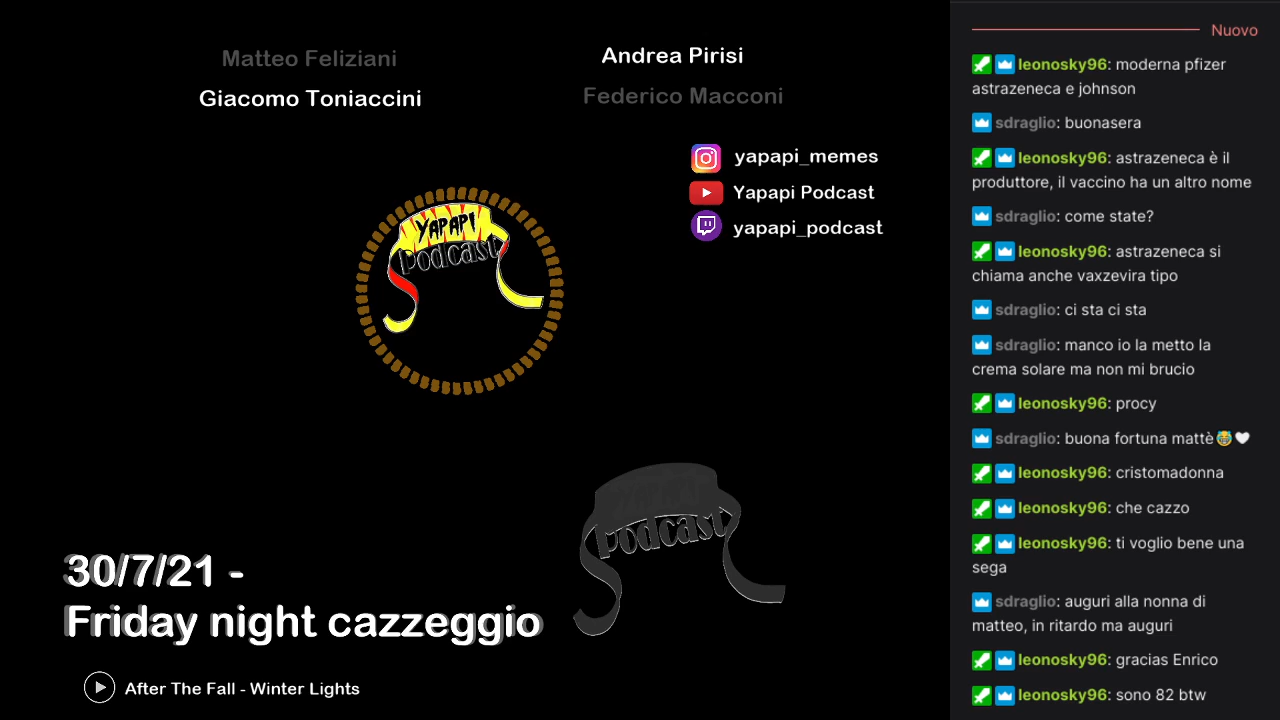 Matteo Feliziani
Giacomo Toniaccini
Andrea Pirisi
Federico Macconi
yapapi_memes
Yapapi Podcast
yapapi_podcast
YAPAPI
podcast
YAPAPI
podcast
30/7/21 -
Friday night cazzeggio
After The Fall - Winter Lights
Nuovo
leonosky96: moderna pfizer
astrazeneca e johnson
sdraglio: buonasera
leonosky96: astrazeneca è il
produttore, il vaccino ha un altro nome
sdraglio: come state?
leonosky96: astrazeneca si
chiama anche vaxzevira tipo
sdraglio: ci sta ci sta
sdraglio: manco io la metto la
crema solare ma non mi brucio
leonosky96: procy
sdraglio: buona fortuna mattè😹🤍
leonosky96: cristomadonna
leonosky96: che cazzo
leonosky96: ti voglio bene una
sega
sdraglio: auguri alla nonna di
matteo, in ritardo ma auguri
leonosky96: gracias Enrico
leonosky96: sono 82 btw